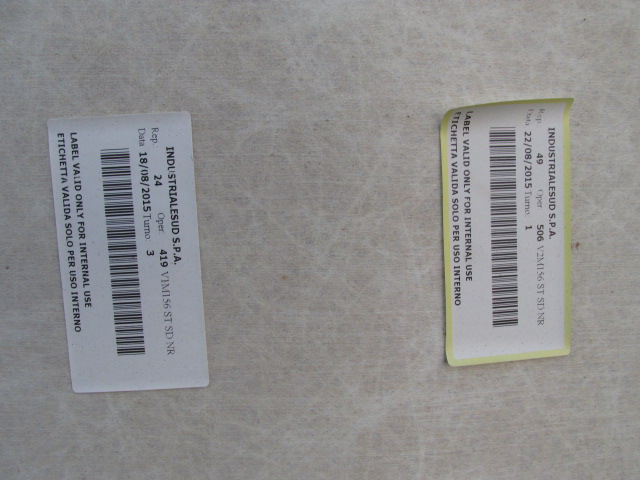 INDUSTRIALESUD S.P.A.
Rep 24 Oper 419 V1M156 ST SD NR
Data 18/08/2015 Turno 3
LABEL VALID ONLY FOR INTERNAL USE
ETICHETTA VALIDA SOLO PER USO INTERNO
INDUSTRIALESUD S.P.A.
Rep 49 Oper 506 V2M156 ST SD NR
Data 22/08/2015 Turno 1
LABEL VALID ONLY FOR INTERNAL USE
ETICHETTA VALIDA SOLO PER USO INTERNO